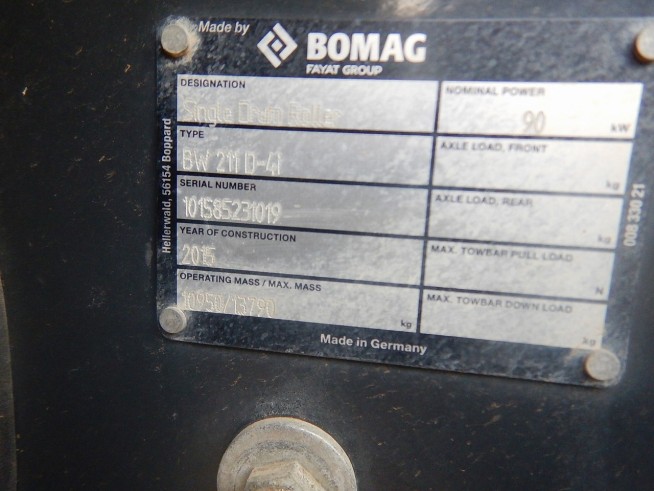 Made by BOMAG
FAYAT GROUP
DESIGNATION
Single Drum Roller
NOMINAL POWER
90 kW
TYPE
BW 211 D-41
AXLE LOAD, FRONT
kg
SERIAL NUMBER
101585231019
AXLE LOAD, REAR
kg
YEAR OF CONSTRUCTION
2015
MAX. TOWBAR PULL LOAD
N
OPERATING MASS / MAX. MASS
10950/13790 kg
MAX. TOWBAR DOWN LOAD
kg
Made in Germany
Hellerwald, 56154 Boppard
008 330 21